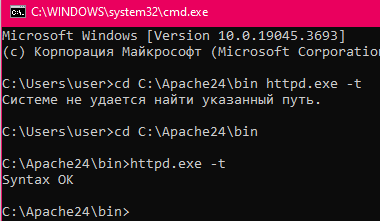 C:\WINDOWS\system32\cmd.exe
Microsoft Windows [Version 10.0.19045.3693]
(c) Корпорация Майкрософт (Microsoft Corporation
C:\Users\user>cd C:\Apache24\bin httpd.exe -t
Системе не удается найти указанный путь.
C:\Users\user>cd C:\Apache24\bin
C:\Apache24\bin>httpd.exe -t
Syntax OK
C:\Apache24\bin>